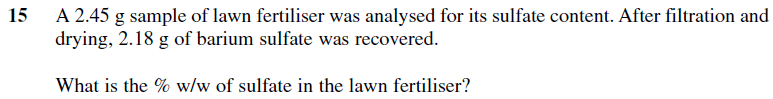 15 A 2.45 g sample of lawn fertiliser was analysed for its sulfate content. After filtration and
drying, 2.18 g of barium sulfate was recovered.
What is the % w/w of sulfate in the lawn fertiliser?